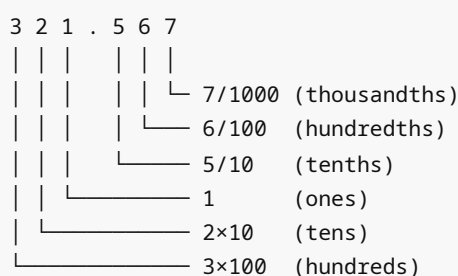 3 2 1 . 5 6 7
7/1000 (thousandths)
6/100 (hundredths)
5/10 (tenths)
1 (ones)
2×10 (tens)
3×100 (hundreds)